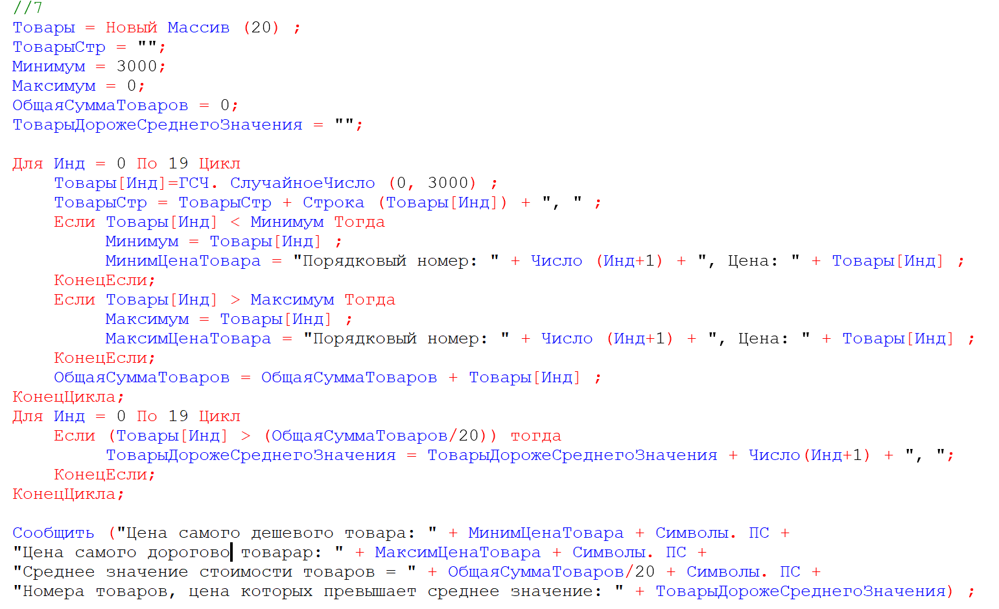 //7
Товары = Новый Массив (20) ;
ТоварыСтр = "";
Минимум = 3000;
Максимум = 0;
ОбщаяСуммаТоваров = 0;
ТоварыДорожеСреднегоЗначения = "";

Для Инд = 0 По 19 Цикл
    Товары[Инд]=ГСЧ. СлучайноеЧисло (0, 3000) ;
    ТоварыСтр = ТоварыСтр + Строка (Товары[Инд]) + ", " ;
    Если Товары[Инд] < Минимум Тогда
         Минимум = Товары[Инд] ;
         МинимЦенаТовара = "Порядковый номер: " + Число (Инд+1) + ", Цена: " + Товары[Инд] ;
    КонецЕсли;
    Если Товары[Инд] > Максимум Тогда
         Максимум = Товары[Инд] ;
         МаксимЦенаТовара = "Порядковый номер: " + Число (Инд+1) + ", Цена: " + Товары[Инд] ;
    КонецЕсли;
    ОбщаяСуммаТоваров = ОбщаяСуммаТоваров + Товары[Инд] ;
КонецЦикла;
Для Инд = 0 По 19 Цикл
    Если (Товары[Инд] > (ОбщаяСуммаТоваров/20)) тогда
         ТоварыДорожеСреднегоЗначения = ТоварыДорожеСреднегоЗначения + Число(Инд+1) + ", ";
    КонецЕсли;
КонецЦикла;

Сообщить ("Цена самого дешевого товара: " + МинимЦенаТовара + Символы. ПС +
"Цена самого дорогово товарар: " + МаксимЦенаТовара + Символы. ПС +
"Среднее значение стоимости товаров = " + ОбщаяСуммаТоваров/20 + Символы. ПС +
"Номера товаров, цена которых превышает среднее значение: " + ТоварыДорожеСреднегоЗначения) ;